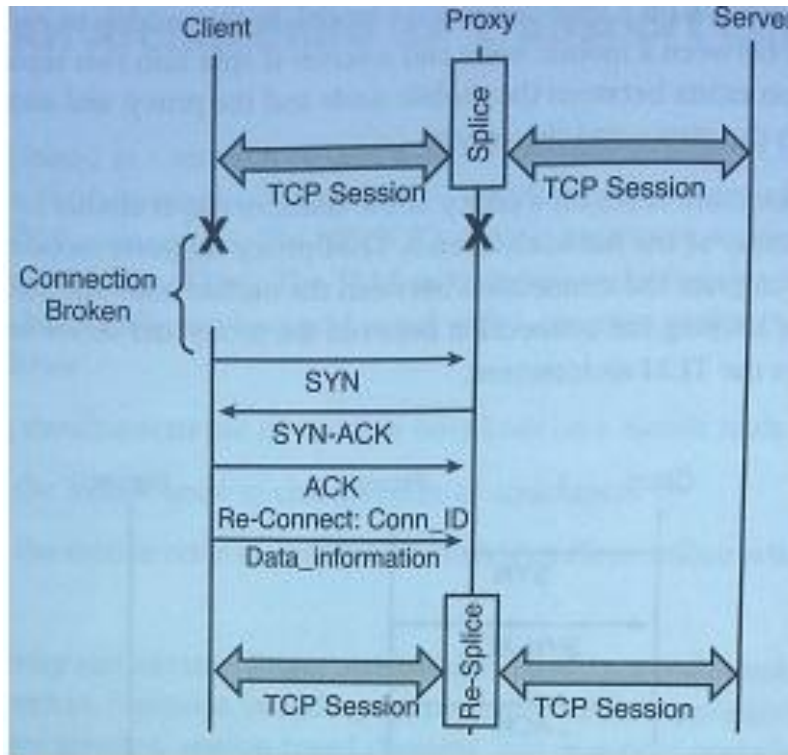 Client
Proxy
Server
Splice
TCP Session
TCP Session
X
X
Connection
Broken
SYN
SYN-ACK
ACK
Re-Connect: Conn_ID
Data_information
Re-Splice
TCP Session
TCP Session